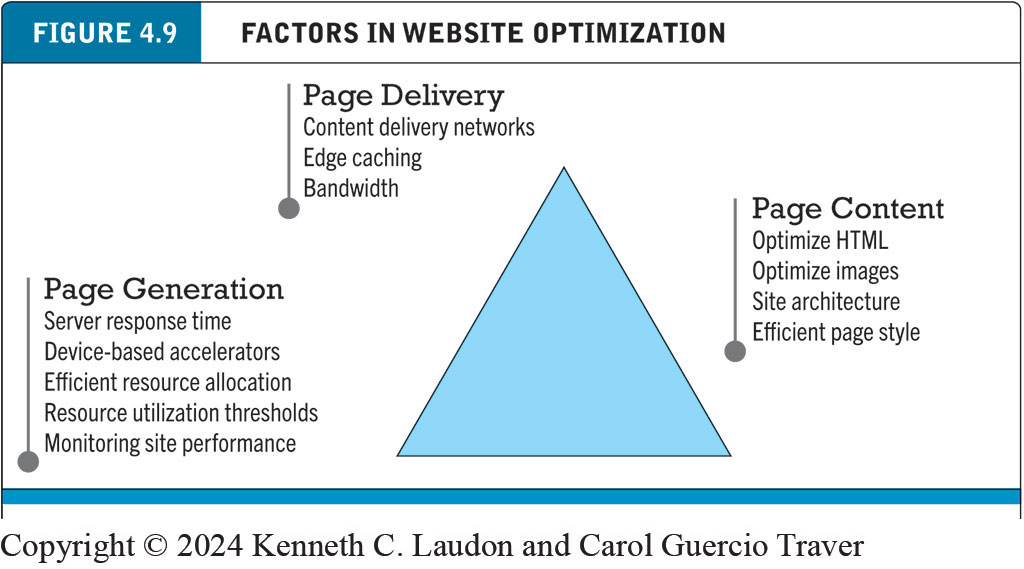 FIGURE 4.9 FACTORS IN WEBSITE OPTIMIZATION
Page Delivery
Content delivery networks
Edge caching
Bandwidth
Page Content
Optimize HTML
Optimize images
Site architecture
Efficient page style
Page Generation
Server response time
Device-based accelerators
Efficient resource allocation
Resource utilization thresholds
Monitoring site performance
Copyright © 2024 Kenneth C. Laudon and Carol Guercio Traver